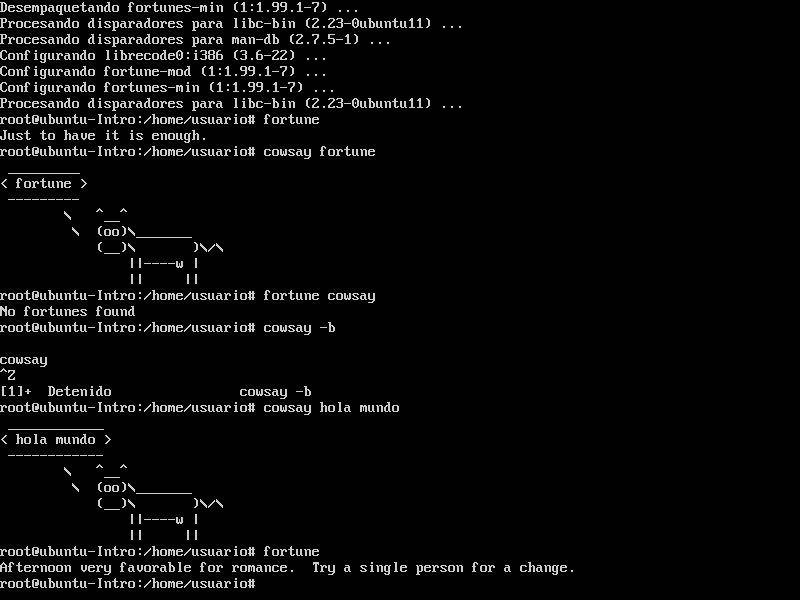 Desempaquetando fortunes-min (1:1.99.1-7) ...
Procesando disparadores para libc-bin (2.23-0ubuntu11) ...
Procesando disparadores para man-db (2.7.5-1) ...
Configurando librecode0:i386 (3.6-22) ...
Configurando fortune-mod (1:1.99.1-7) ...
Configurando fortunes-min (1:1.99.1-7) ...
Procesando disparadores para libc-bin (2.23-0ubuntu11) ...
root@ubuntu-Intro:/home/usuario# fortune
Just to have it is enough.
root@ubuntu-Intro:/home/usuario# cowsay fortune
 _________
< fortune >
 ---------
        \   ^__^
         \  (oo)\_______
            (__)\       )\/\
                ||----w |
                ||     ||
root@ubuntu-Intro:/home/usuario# fortune cowsay
No fortunes found
root@ubuntu-Intro:/home/usuario# cowsay -b

cowsay
^Z
[1]+  Detenido                cowsay -b
root@ubuntu-Intro:/home/usuario# cowsay hola mundo
 ____________
< hola mundo >
 ------------
        \   ^__^
         \  (oo)\_______
            (__)\       )\/\
                ||----w |
                ||     ||
root@ubuntu-Intro:/home/usuario# fortune
Afternoon very favorable for romance.  Try a single person for a change.
root@ubuntu-Intro:/home/usuario#